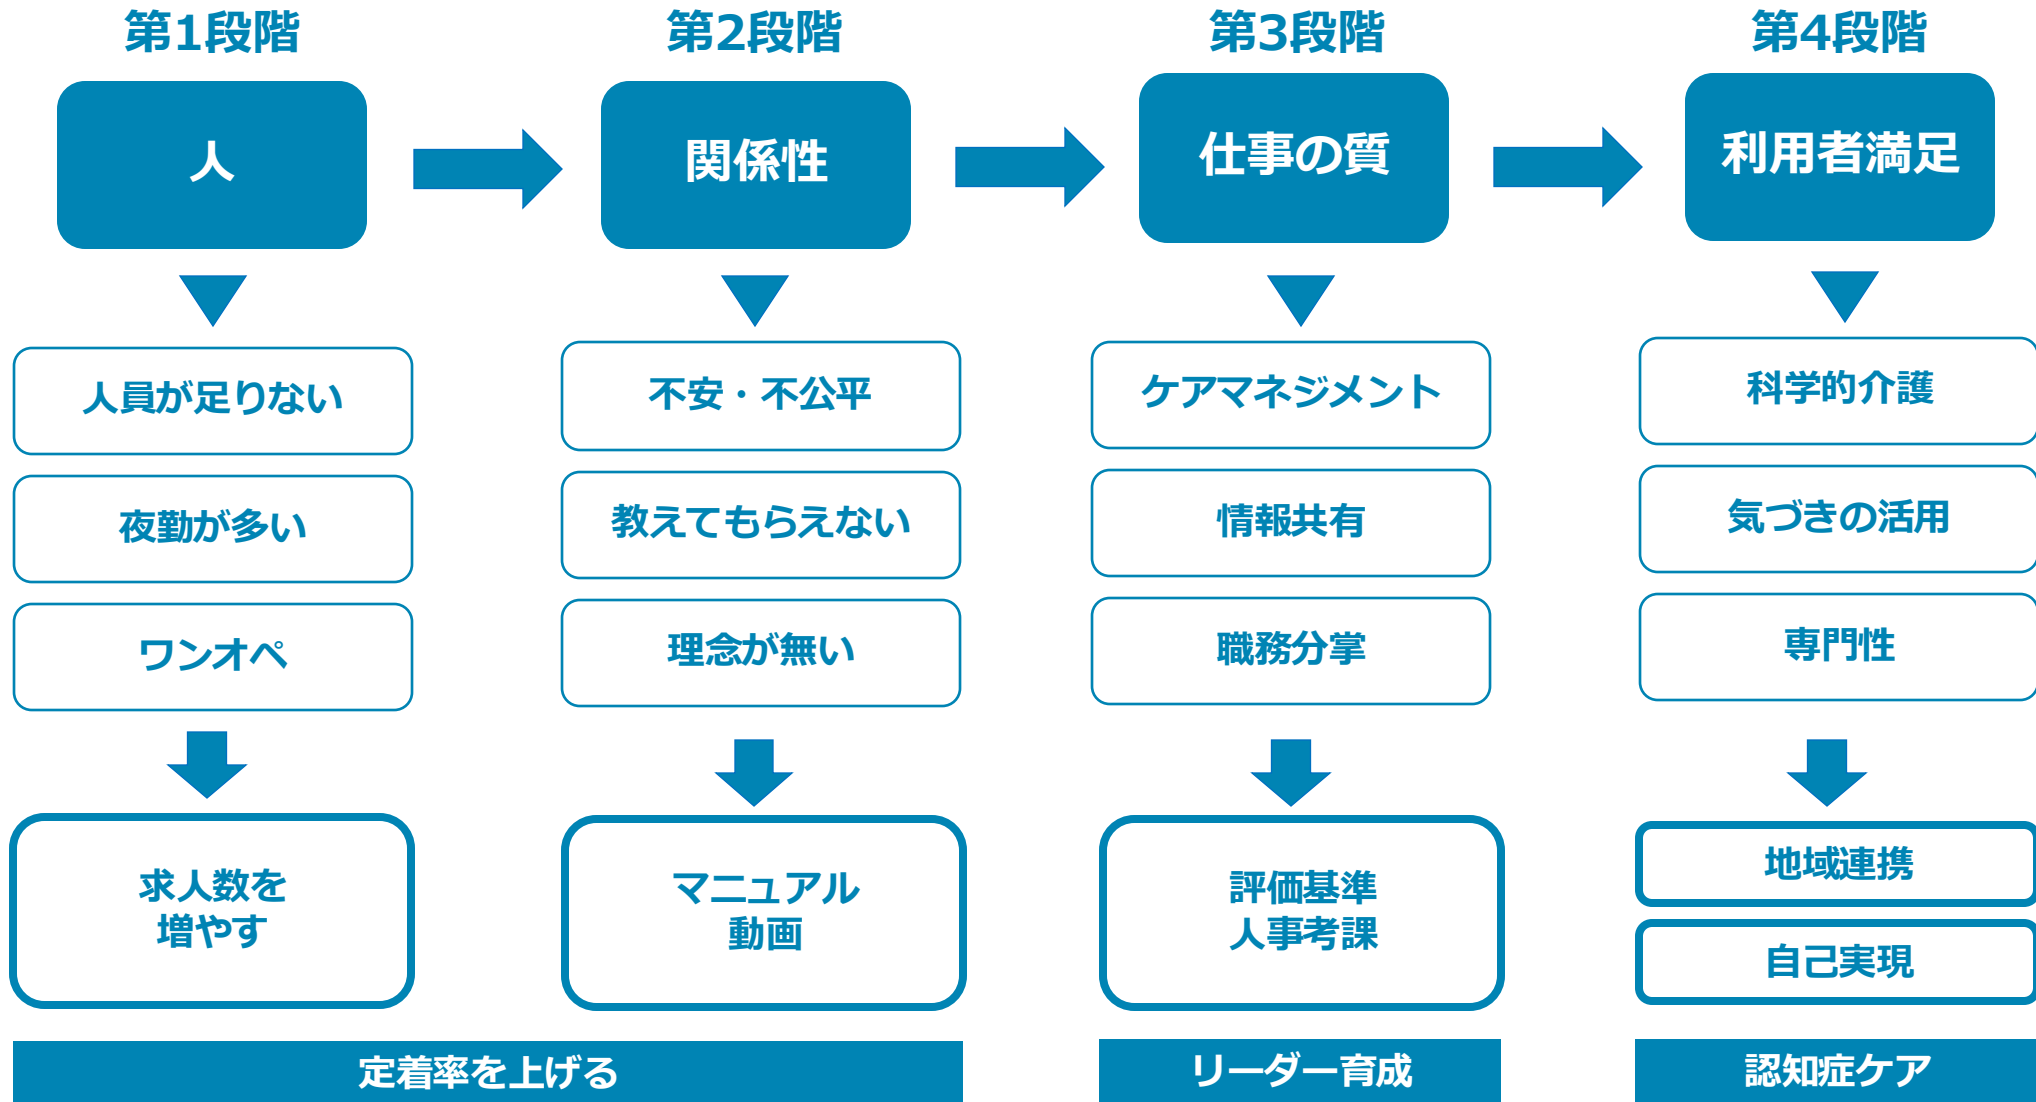 第1段階
第2段階
第3段階
第4段階
人
関係性
仕事の質
利用者満足
人員が足りない
不安・不公平
ケアマネジメント
科学的介護
夜勤が多い
教えてもらえない
情報共有
気づきの活用
ワンオペ
理念が無い
職務分掌
専門性
求人数を
増やす
マニュアル
動画
評価基準
人事考課
地域連携
自己実現
定着率を上げる
リーダー育成
認知症ケア